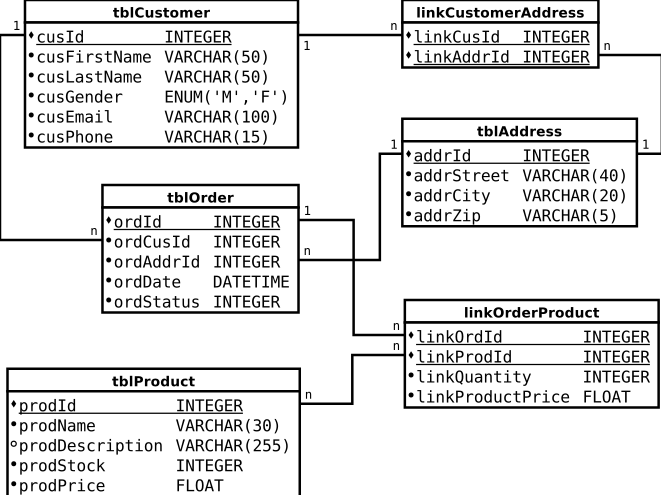 tblCustomer
cusId INTEGER
cusFirstName VARCHAR(50)
cusLastName VARCHAR(50)
cusGender ENUM('M','F')
cusEmail VARCHAR(100)
cusPhone VARCHAR(15)
1
1
n
linkCustomerAddress
linkCusId INTEGER
linkAddrId INTEGER
n
tblAddress
1
addrId INTEGER
1
addrStreet VARCHAR(40)
addrCity VARCHAR(20)
addrZip VARCHAR(5)
tblOrder
n
ordId INTEGER
1
ordCusId INTEGER
ordAddrId INTEGER
n
ordDate DATETIME
ordStatus INTEGER
linkOrderProduct
n
linkOrdId INTEGER
n
linkProdId INTEGER
linkQuantity INTEGER
linkProductPrice FLOAT
tblProduct
n
prodId INTEGER
prodName VARCHAR(30)
prodDescription VARCHAR(255)
prodStock INTEGER
prodPrice FLOAT